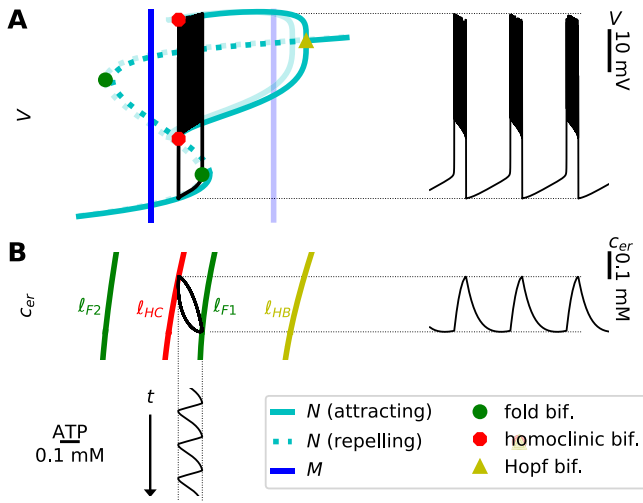 A
V
V
10 mV
B
c_er
ℓ_F2
ℓ_HC
ℓ_F1
ℓ_HB
c_er
0.1 mM
t
ATP
0.1 mM
N (attracting)
N (repelling)
M
fold bif.
homoclinic bif.
Hopf bif.